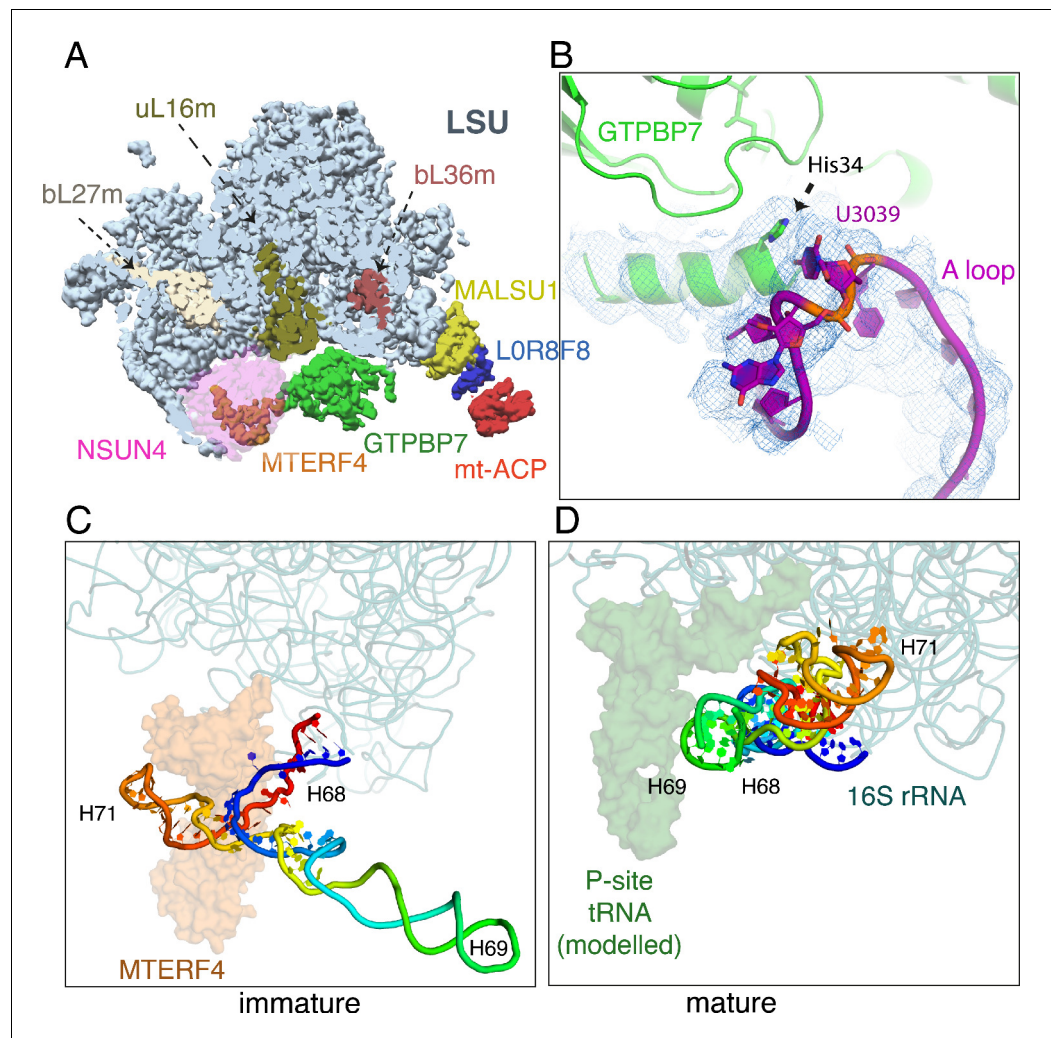 A
uL16m
LSU
bL27m
bL36m
MALSU1
L0R8F8
NSUN4
MTERF4
GTPBP7
mt-ACP
B
GTPBP7
His34
U3039
A loop
C
H71
H68
H69
MTERF4
immature
D
H71
H69
H68
16S rRNA
P-site
tRNA
(modelled)
mature